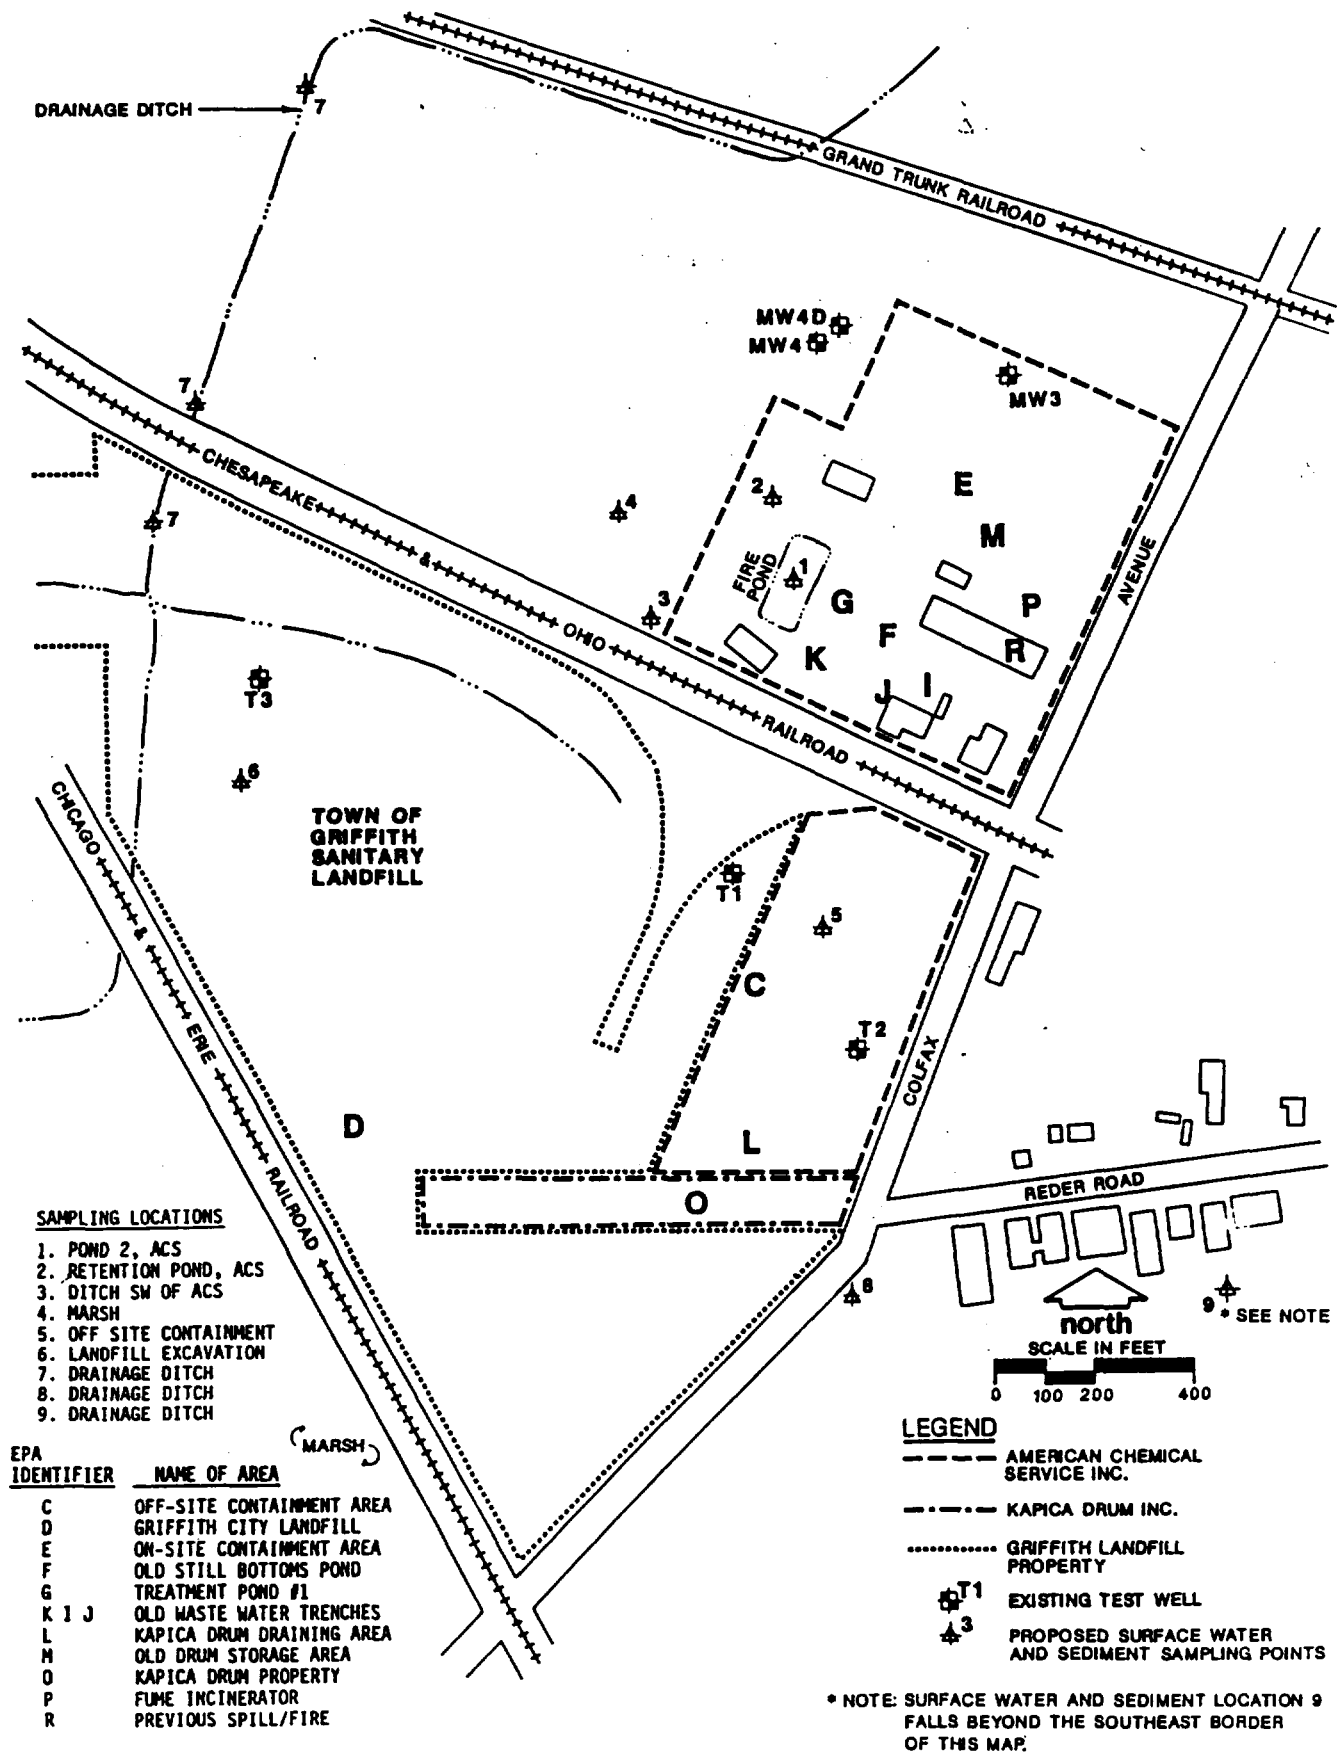 DRAINAGE DITCH
7
GRAND TRUNK RAILROAD
MW4D
MW4
MW3
7
CHESAPEAKE & OHIO RAILROAD
7
4
2
E
M
FIRE
POND
1
3
G
P
F
R
K
J I
AVENUE
T3
6
TOWN OF
GRIFFITH
SANITARY
LANDFILL
CHICAGO & ERIE RAILROAD
T1
5
C
T2
COLFAX
D
L
O
REDER ROAD
8
9 * SEE NOTE
north
SCALE IN FEET
0 100 200 400
SAMPLING LOCATIONS
1. POND 2, ACS
2. RETENTION POND, ACS
3. DITCH SW OF ACS
4. MARSH
5. OFF SITE CONTAINMENT
6. LANDFILL EXCAVATION
7. DRAINAGE DITCH
8. DRAINAGE DITCH
9. DRAINAGE DITCH
MARSH
EPA
IDENTIFIER NAME OF AREA
C OFF-SITE CONTAINMENT AREA
D GRIFFITH CITY LANDFILL
E ON-SITE CONTAINMENT AREA
F OLD STILL BOTTOMS POND
G TREATMENT POND #1
K I J OLD WASTE WATER TRENCHES
L KAPICA DRUM DRAINING AREA
M OLD DRUM STORAGE AREA
O KAPICA DRUM PROPERTY
P FUME INCINERATOR
R PREVIOUS SPILL/FIRE
LEGEND
AMERICAN CHEMICAL
SERVICE INC.
KAPICA DRUM INC.
GRIFFITH LANDFILL
PROPERTY
T1 EXISTING TEST WELL
3 PROPOSED SURFACE WATER
AND SEDIMENT SAMPLING POINTS
* NOTE: SURFACE WATER AND SEDIMENT LOCATION 9
FALLS BEYOND THE SOUTHEAST BORDER
OF THIS MAP.